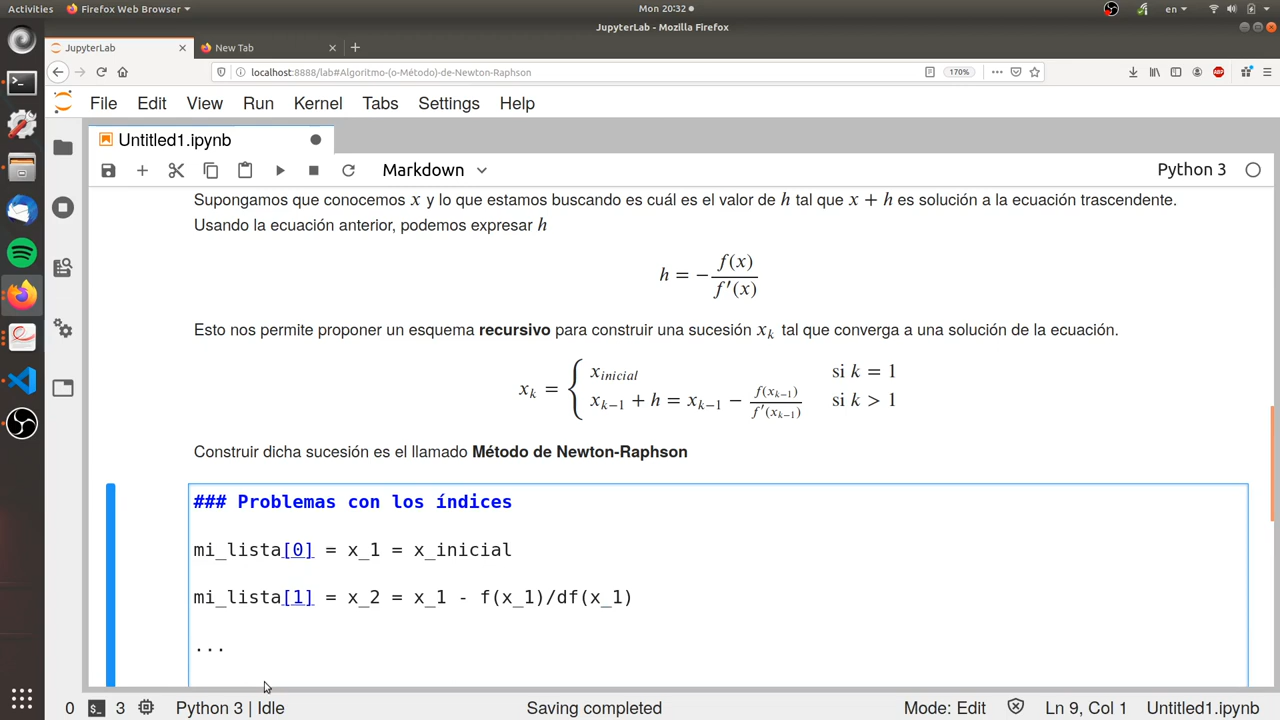 Activities Firefox Web Browser Mon 20:32 en
JupyterLab - Mozilla Firefox
JupyterLab New Tab
localhost:8888/lab#Algoritmo-(o-Método)-de-Newton-Raphson 170% ABP
File Edit View Run Kernel Tabs Settings Help
Untitled1.ipynb
Markdown Python 3
Supongamos que conocemos x y lo que estamos buscando es cuál es el valor de h tal que x + h es solución a la ecuación trascendente.
Usando la ecuación anterior, podemos expresar h
h = − f(x) / f′(x)
Esto nos permite proponer un esquema recursivo para construir una sucesión x_k tal que converga a una solución de la ecuación.
x_k = { x_inicial si k = 1
x_{k−1} + h = x_{k−1} − f(x_{k−1}) / f′(x_{k−1}) si k > 1
Construir dicha sucesión es el llamado Método de Newton-Raphson
### Problemas con los índices
mi_lista[0] = x_1 = x_inicial
mi_lista[1] = x_2 = x_1 - f(x_1)/df(x_1)
...
0 $_ 3 Python 3 | Idle Saving completed Mode: Edit Ln 9, Col 1 Untitled1.ipynb